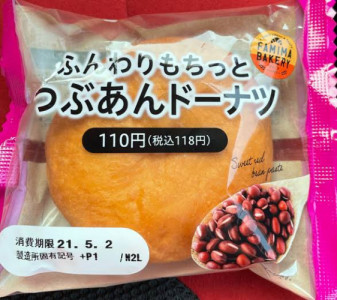 FAMIMA
BAKERY
ふんわりもちっと
つぶあんドーナツ
110円(税込118円)
Sweet red
bean paste
消費期限 21.5.2
製造所固有記号 +P1 /N2L